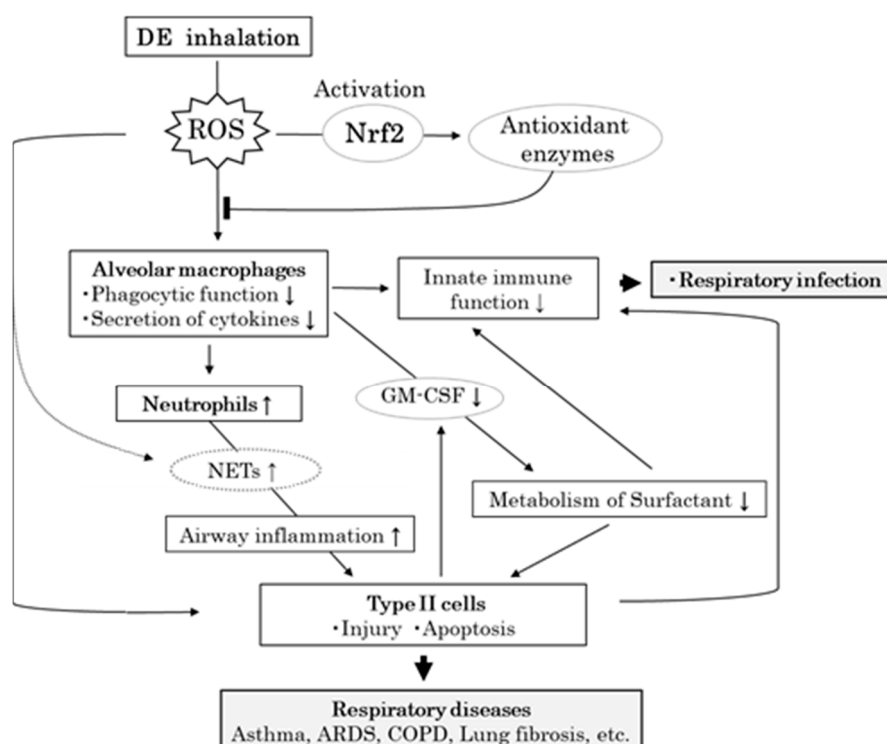 DE inhalation
Activation
ROS
Nrf2
Antioxidant
enzymes
Alveolar macrophages
・Phagocytic function ↓
・Secretion of cytokines ↓
Innate immune
function ↓
・Respiratory infection
Neutrophils ↑
GM-CSF ↓
NETs ↑
Metabolism of Surfactant ↓
Airway inflammation ↑
Type II cells
・Injury ・Apoptosis
Respiratory diseases
Asthma, ARDS, COPD, Lung fibrosis, etc.